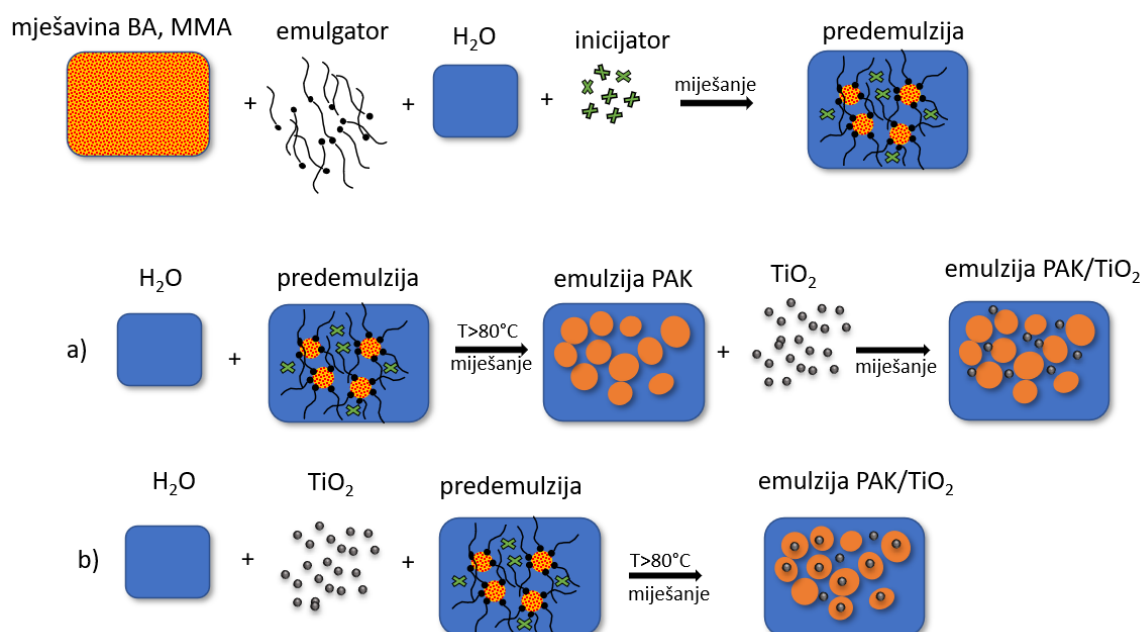 mješavina BA, MMA
emulgator
H₂O
inicijator
predemulzija
+
+
+
miješanje
H₂O
predemulzija
emulzija PAK
TiO₂
emulzija PAK/TiO₂
a)
+
T>80°C
miješanje
+
miješanje
H₂O
TiO₂
predemulzija
emulzija PAK/TiO₂
b)
+
+
T>80°C
miješanje